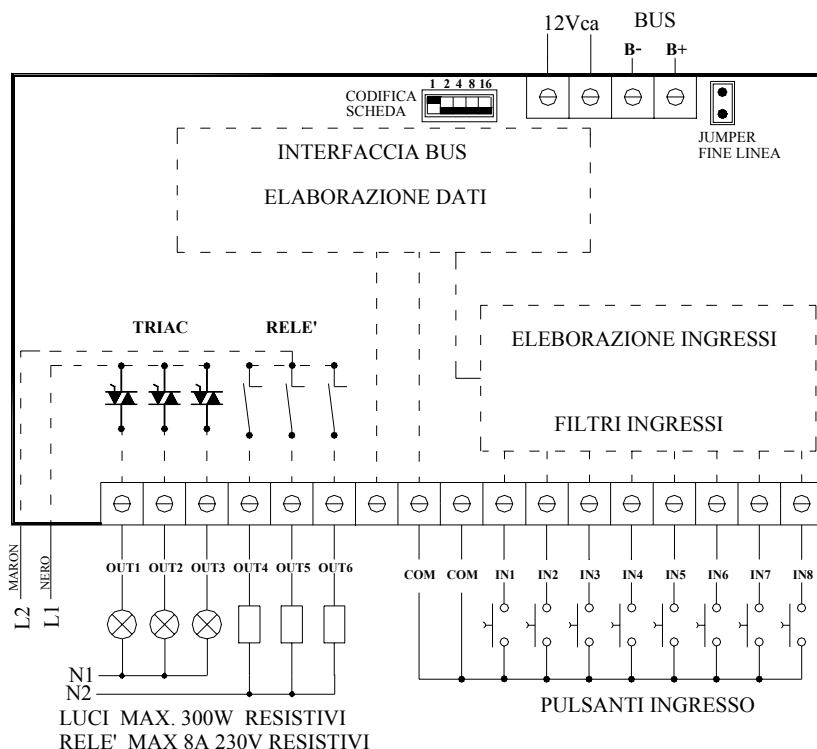 12Vca BUS
B- B+
1 2 4 8 16
CODIFICA
SCHEDA
JUMPER
FINE LINEA
INTERFACCIA BUS
ELABORAZIONE DATI
TRIAC RELE'
ELEBORAZIONE INGRESSI
FILTRI INGRESSI
MARON
NERO
L2
L1
OUT1 OUT2 OUT3 OUT4 OUT5 OUT6 COM COM IN1 IN2 IN3 IN4 IN5 IN6 IN7 IN8
N1
N2
PULSANTI INGRESSO
LUCI MAX. 300W RESISTIVI
RELE' MAX 8A 230V RESISTIVI